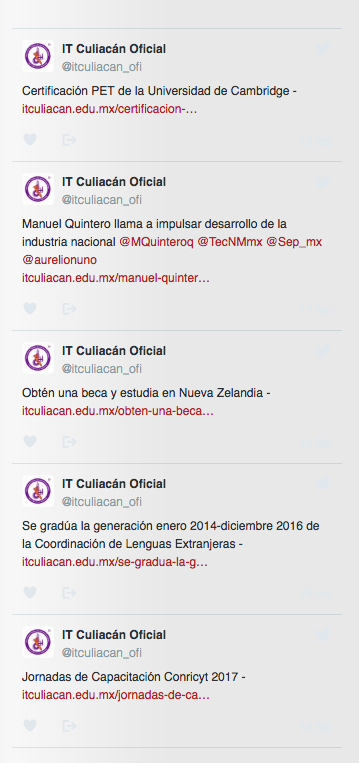 IT Culiacán Oficial
@itculiacan_ofi
Certificación PET de la Universidad de Cambridge -
itculiacan.edu.mx/certificacion-…
IT Culiacán Oficial
@itculiacan_ofi
Manuel Quintero llama a impulsar desarrollo de la
industria nacional @MQuinteroq @TecNMmx @Sep_mx
@aurelionuno
itculiacan.edu.mx/manuel-quinter…
IT Culiacán Oficial
@itculiacan_ofi
Obtén una beca y estudia en Nueva Zelandia -
itculiacan.edu.mx/obten-una-beca…
IT Culiacán Oficial
@itculiacan_ofi
Se gradúa la generación enero 2014-diciembre 2016 de
la Coordinación de Lenguas Extranjeras -
itculiacan.edu.mx/se-gradua-la-g…
IT Culiacán Oficial
@itculiacan_ofi
Jornadas de Capacitación Conricyt 2017 -
itculiacan.edu.mx/jornadas-de-ca…